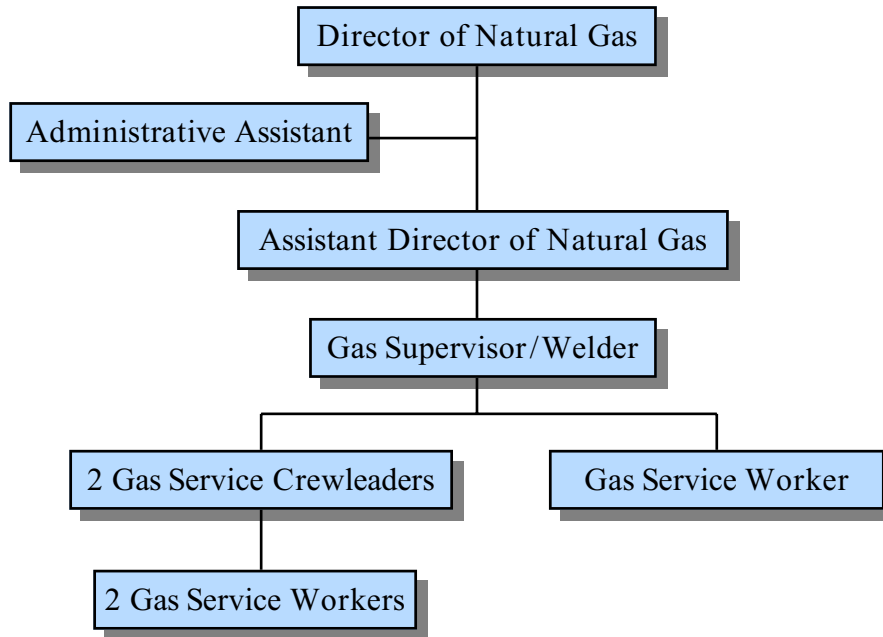 Director of Natural Gas
Administrative Assistant
Assistant Director of Natural Gas
Gas Supervisor/Welder
2 Gas Service Crewleaders
Gas Service Worker
2 Gas Service Workers